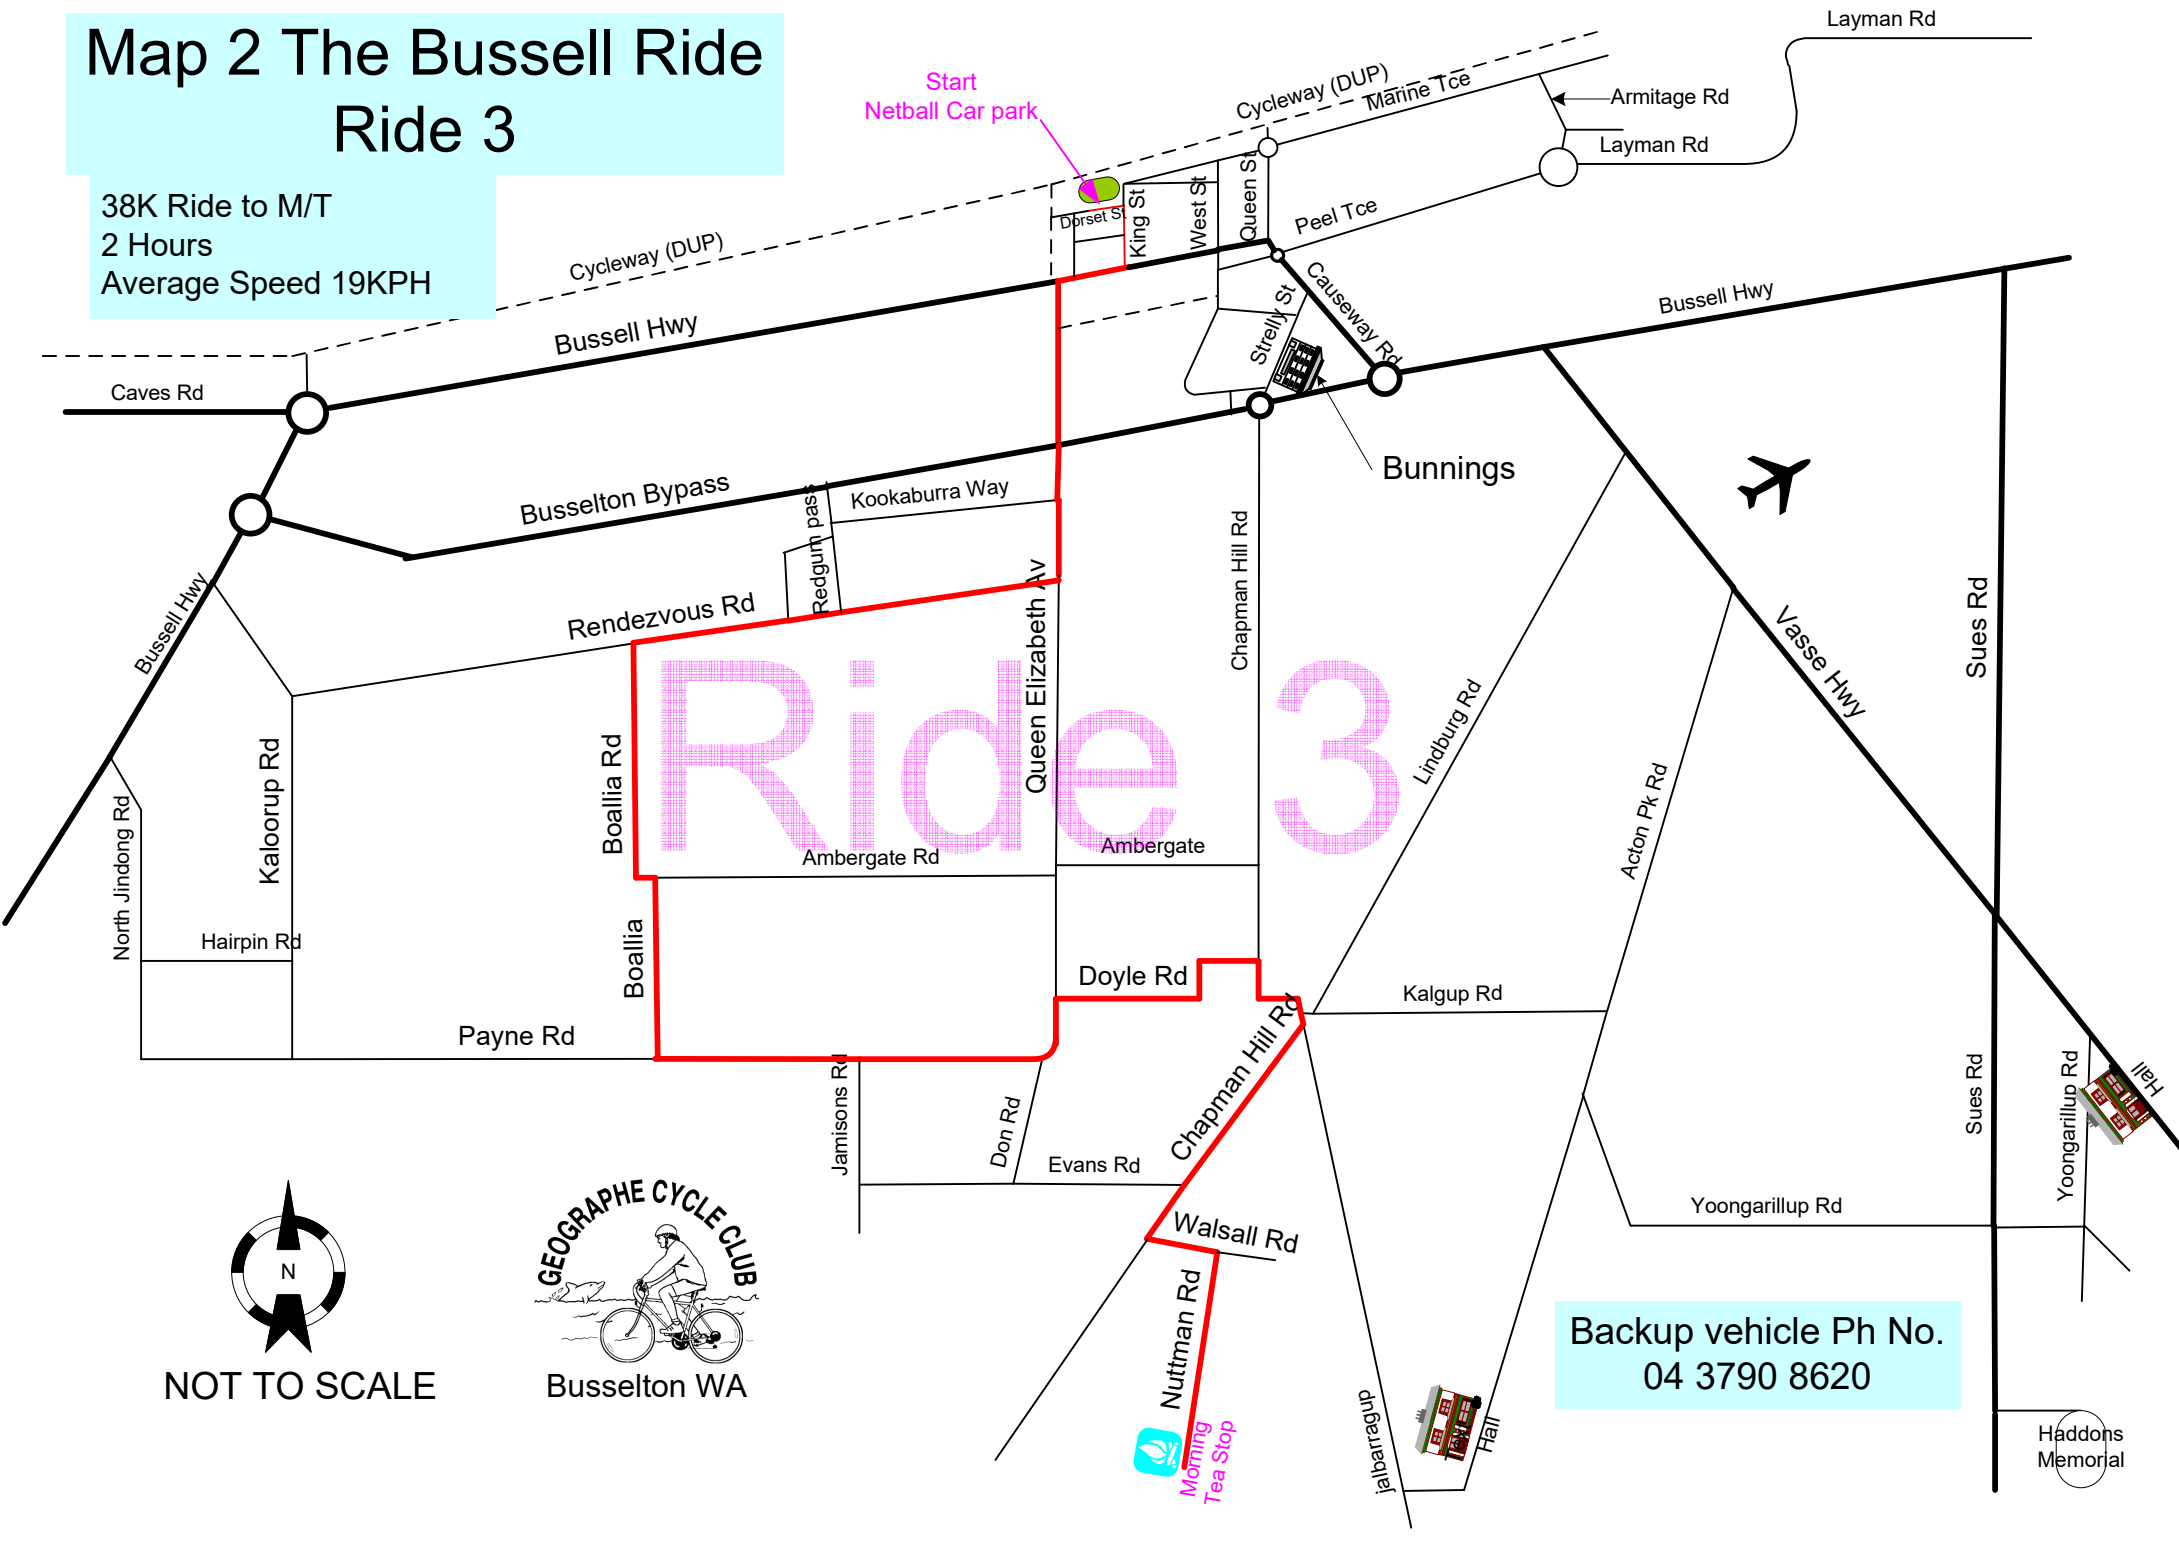 Map 2 The Bussell Ride
Ride 3
38K Ride to M/T
2 Hours
Average Speed 19KPH
Layman Rd
Start
Netball Car park
Cycleway (DUP)
Marine Tce
Armitage Rd
Layman Rd
Dorset St
King St
West St
Queen St
Peel Tce
Cycleway (DUP)
Causeway Rd
Strelly St
Bussell Hwy
Bussell Hwy
Caves Rd
Bunnings
Busselton Bypass
Kookaburra Way
Redgum pass
Chapman Hill Rd
Queen Elizabeth Av
Rendezvous Rd
Bussell Hwy
Sues Rd
Vasse Hwy
Ride 3
Lindburg Rd
Acton Pk Rd
Boallia Rd
Kaloorup Rd
North Jindong Rd
Ambergate Rd
Ambergate
Hairpin Rd
Boallia
Doyle Rd
Kalgup Rd
Payne Rd
Chapman Hill Rd
Jamisons Rd
Don Rd
Evans Rd
Sues Rd
Yoongarillup Rd
Hall
Yoongarillup Rd
Walsall Rd
Nuttman Rd
GEOGRAPHE CYCLE CLUB
Busselton WA
N
NOT TO SCALE
Morning
Tea Stop
jalbarragup
Hall
Backup vehicle Ph No.
04 3790 8620
Haddons
Memorial